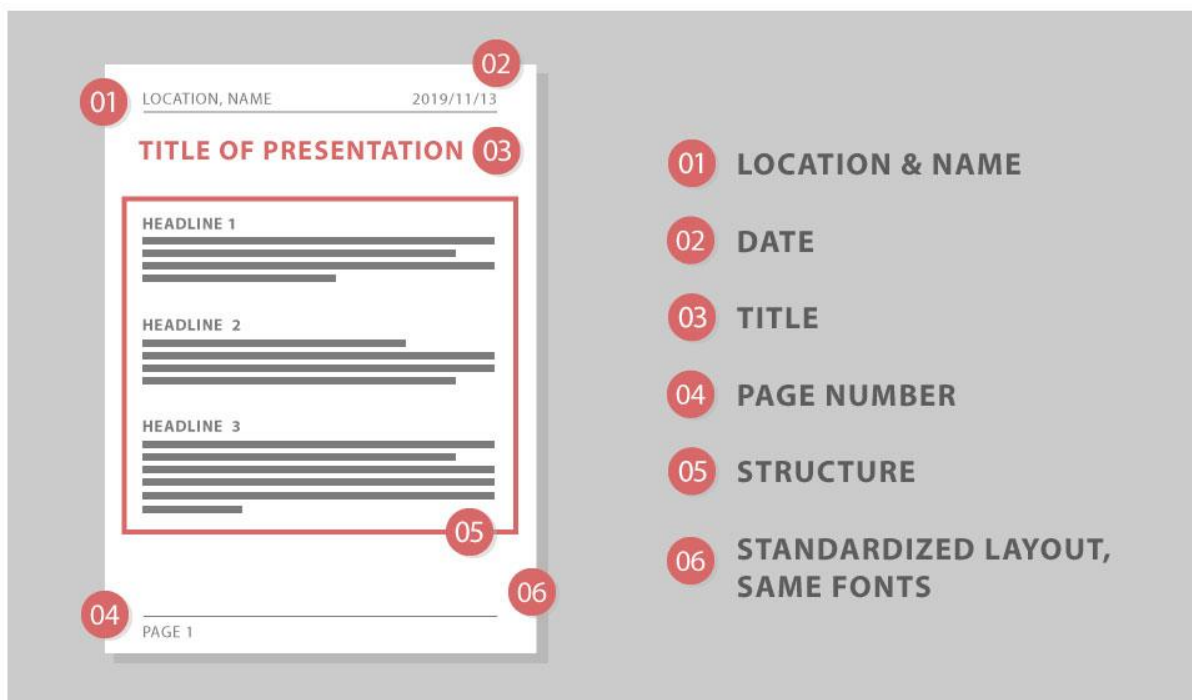 02
01 LOCATION, NAME 2019/11/13
TITLE OF PRESENTATION 03
HEADLINE 1
HEADLINE 2
HEADLINE 3
05
06
04
PAGE 1
01 LOCATION & NAME
02 DATE
03 TITLE
04 PAGE NUMBER
05 STRUCTURE
06 STANDARDIZED LAYOUT,
SAME FONTS